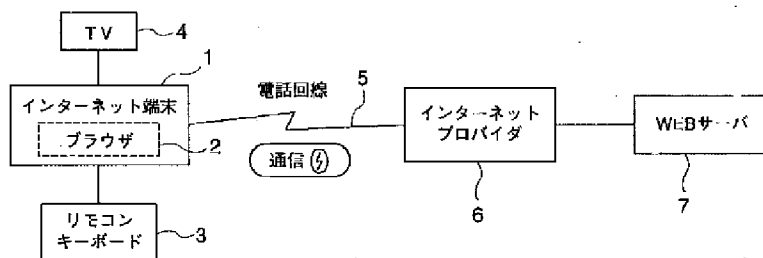 TV
4
1
インターネット端末
ブラウザ
2
リモコン
キーボード
3
電話回線
5
通信
インターネット
プロバイダ
6
WEBサーバ
7